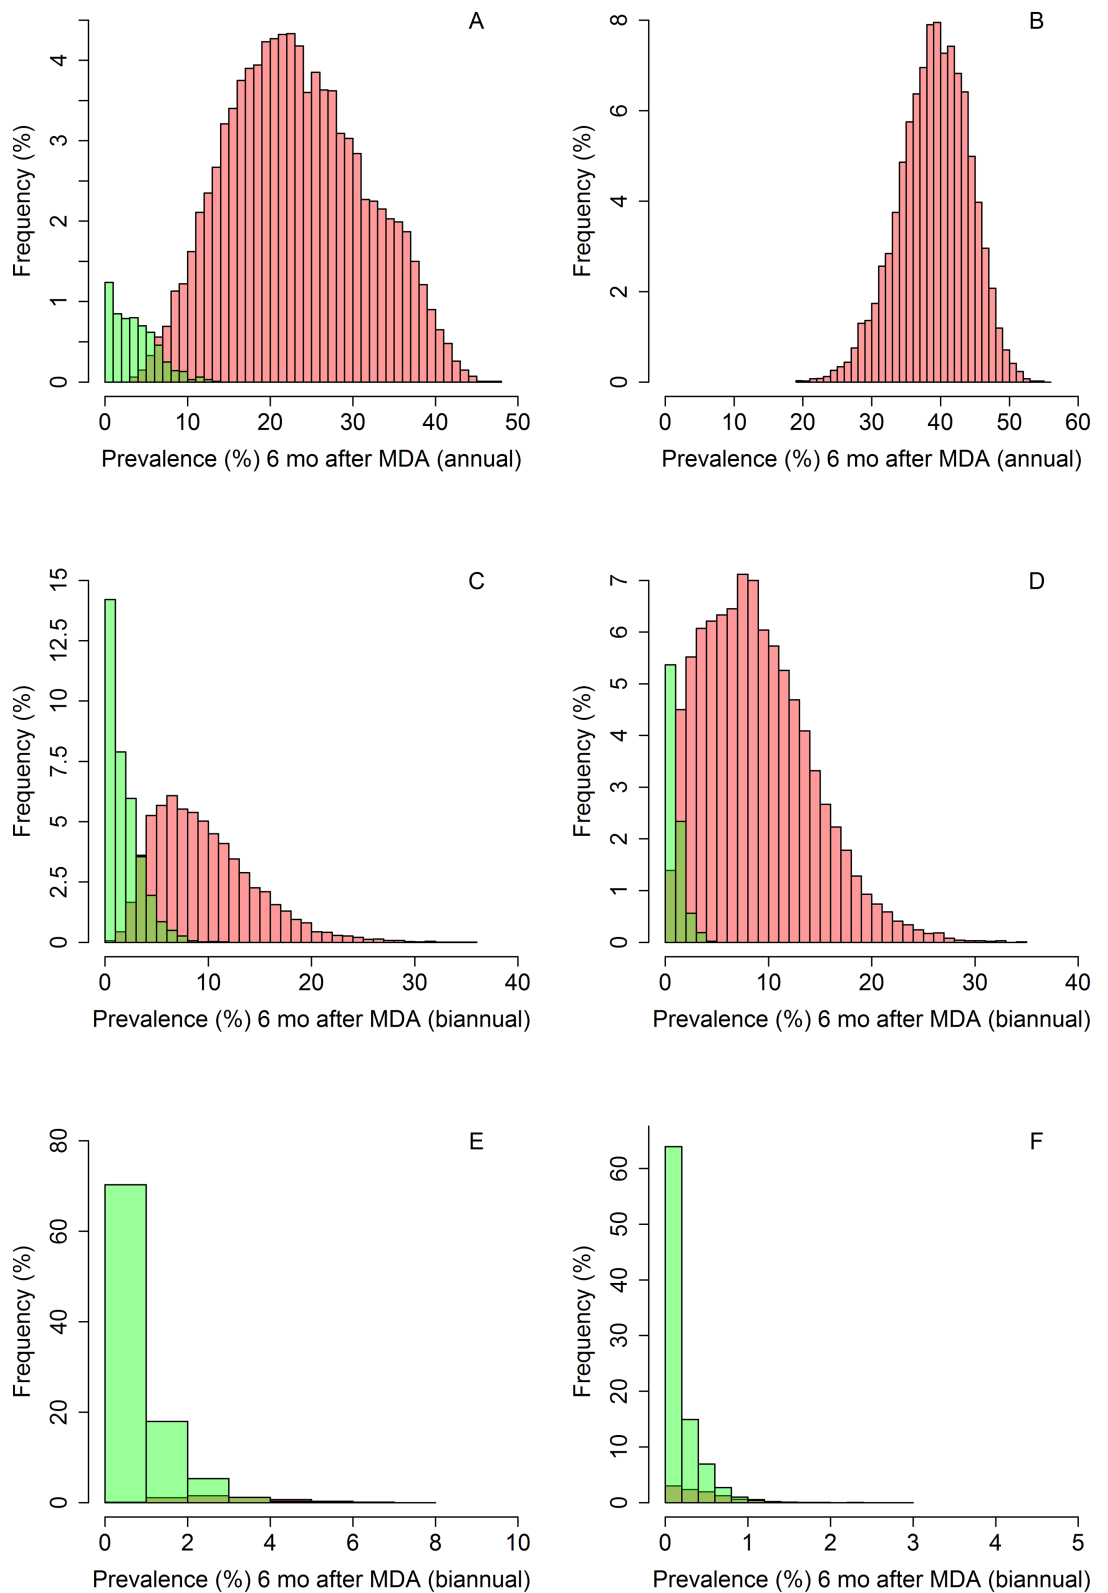 A
Frequency (%)
0 1 2 3 4
0 10 20 30 40 50
Prevalence (%) 6 mo after MDA (annual)
B
Frequency (%)
0 2 4 6 8
0 10 20 30 40 50 60
Prevalence (%) 6 mo after MDA (annual)
C
Frequency (%)
0 2.5 5 7.5 10 12.5 15
0 10 20 30 40
Prevalence (%) 6 mo after MDA (biannual)
D
Frequency (%)
0 1 2 3 4 5 6 7
0 10 20 30 40
Prevalence (%) 6 mo after MDA (biannual)
E
Frequency (%)
0 20 40 60 80
0 2 4 6 8 10
Prevalence (%) 6 mo after MDA (biannual)
F
Frequency (%)
0 10 20 30 40 50 60
0 1 2 3 4 5
Prevalence (%) 6 mo after MDA (biannual)